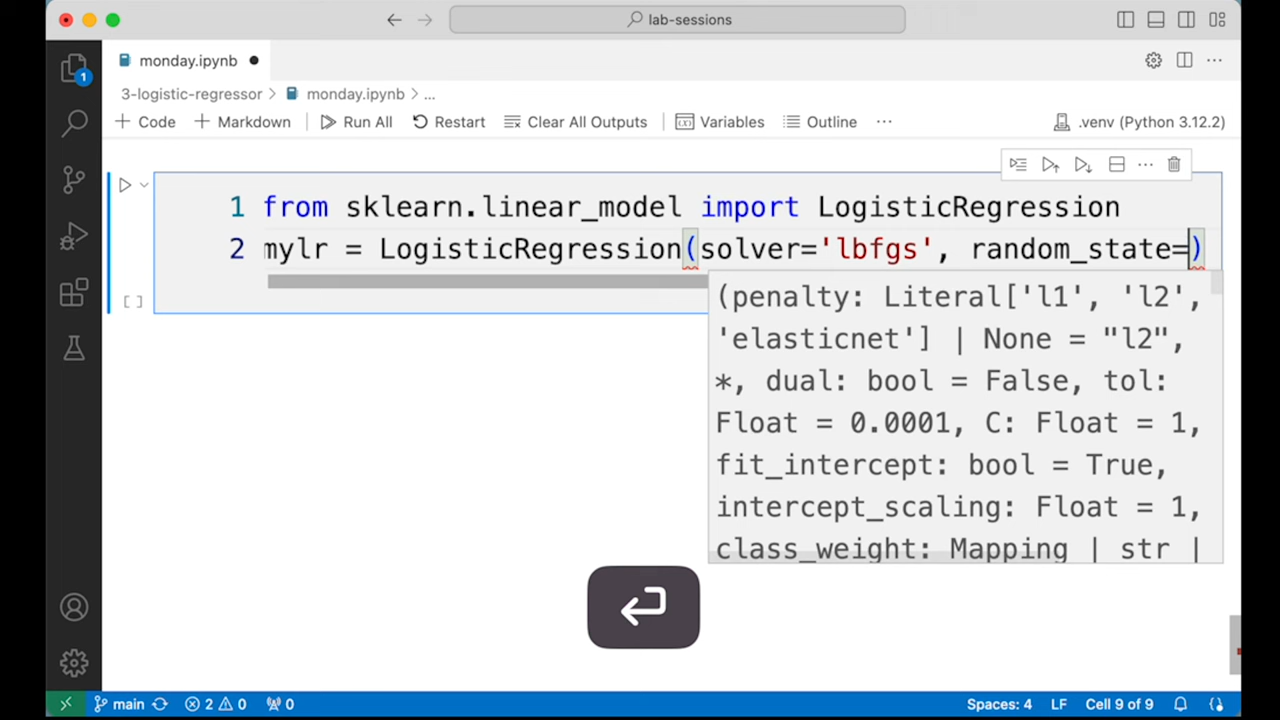 lab-sessions
monday.ipynb
3-logistic-regressor > monday.ipynb > ...
+ Code + Markdown Run All Restart Clear All Outputs Variables Outline ... .venv (Python 3.12.2)
1
1 from sklearn.linear_model import LogisticRegression
2 mylr = LogisticRegression(solver='lbfgs', random_state=)
[ ]
(penalty: Literal['l1', 'l2',
'elasticnet'] | None = "l2",
*, dual: bool = False, tol:
Float = 0.0001, C: Float = 1,
fit_intercept: bool = True,
intercept_scaling: Float = 1,
class_weight: Mapping | str |
main 2 0 0 Spaces: 4 LF Cell 9 of 9